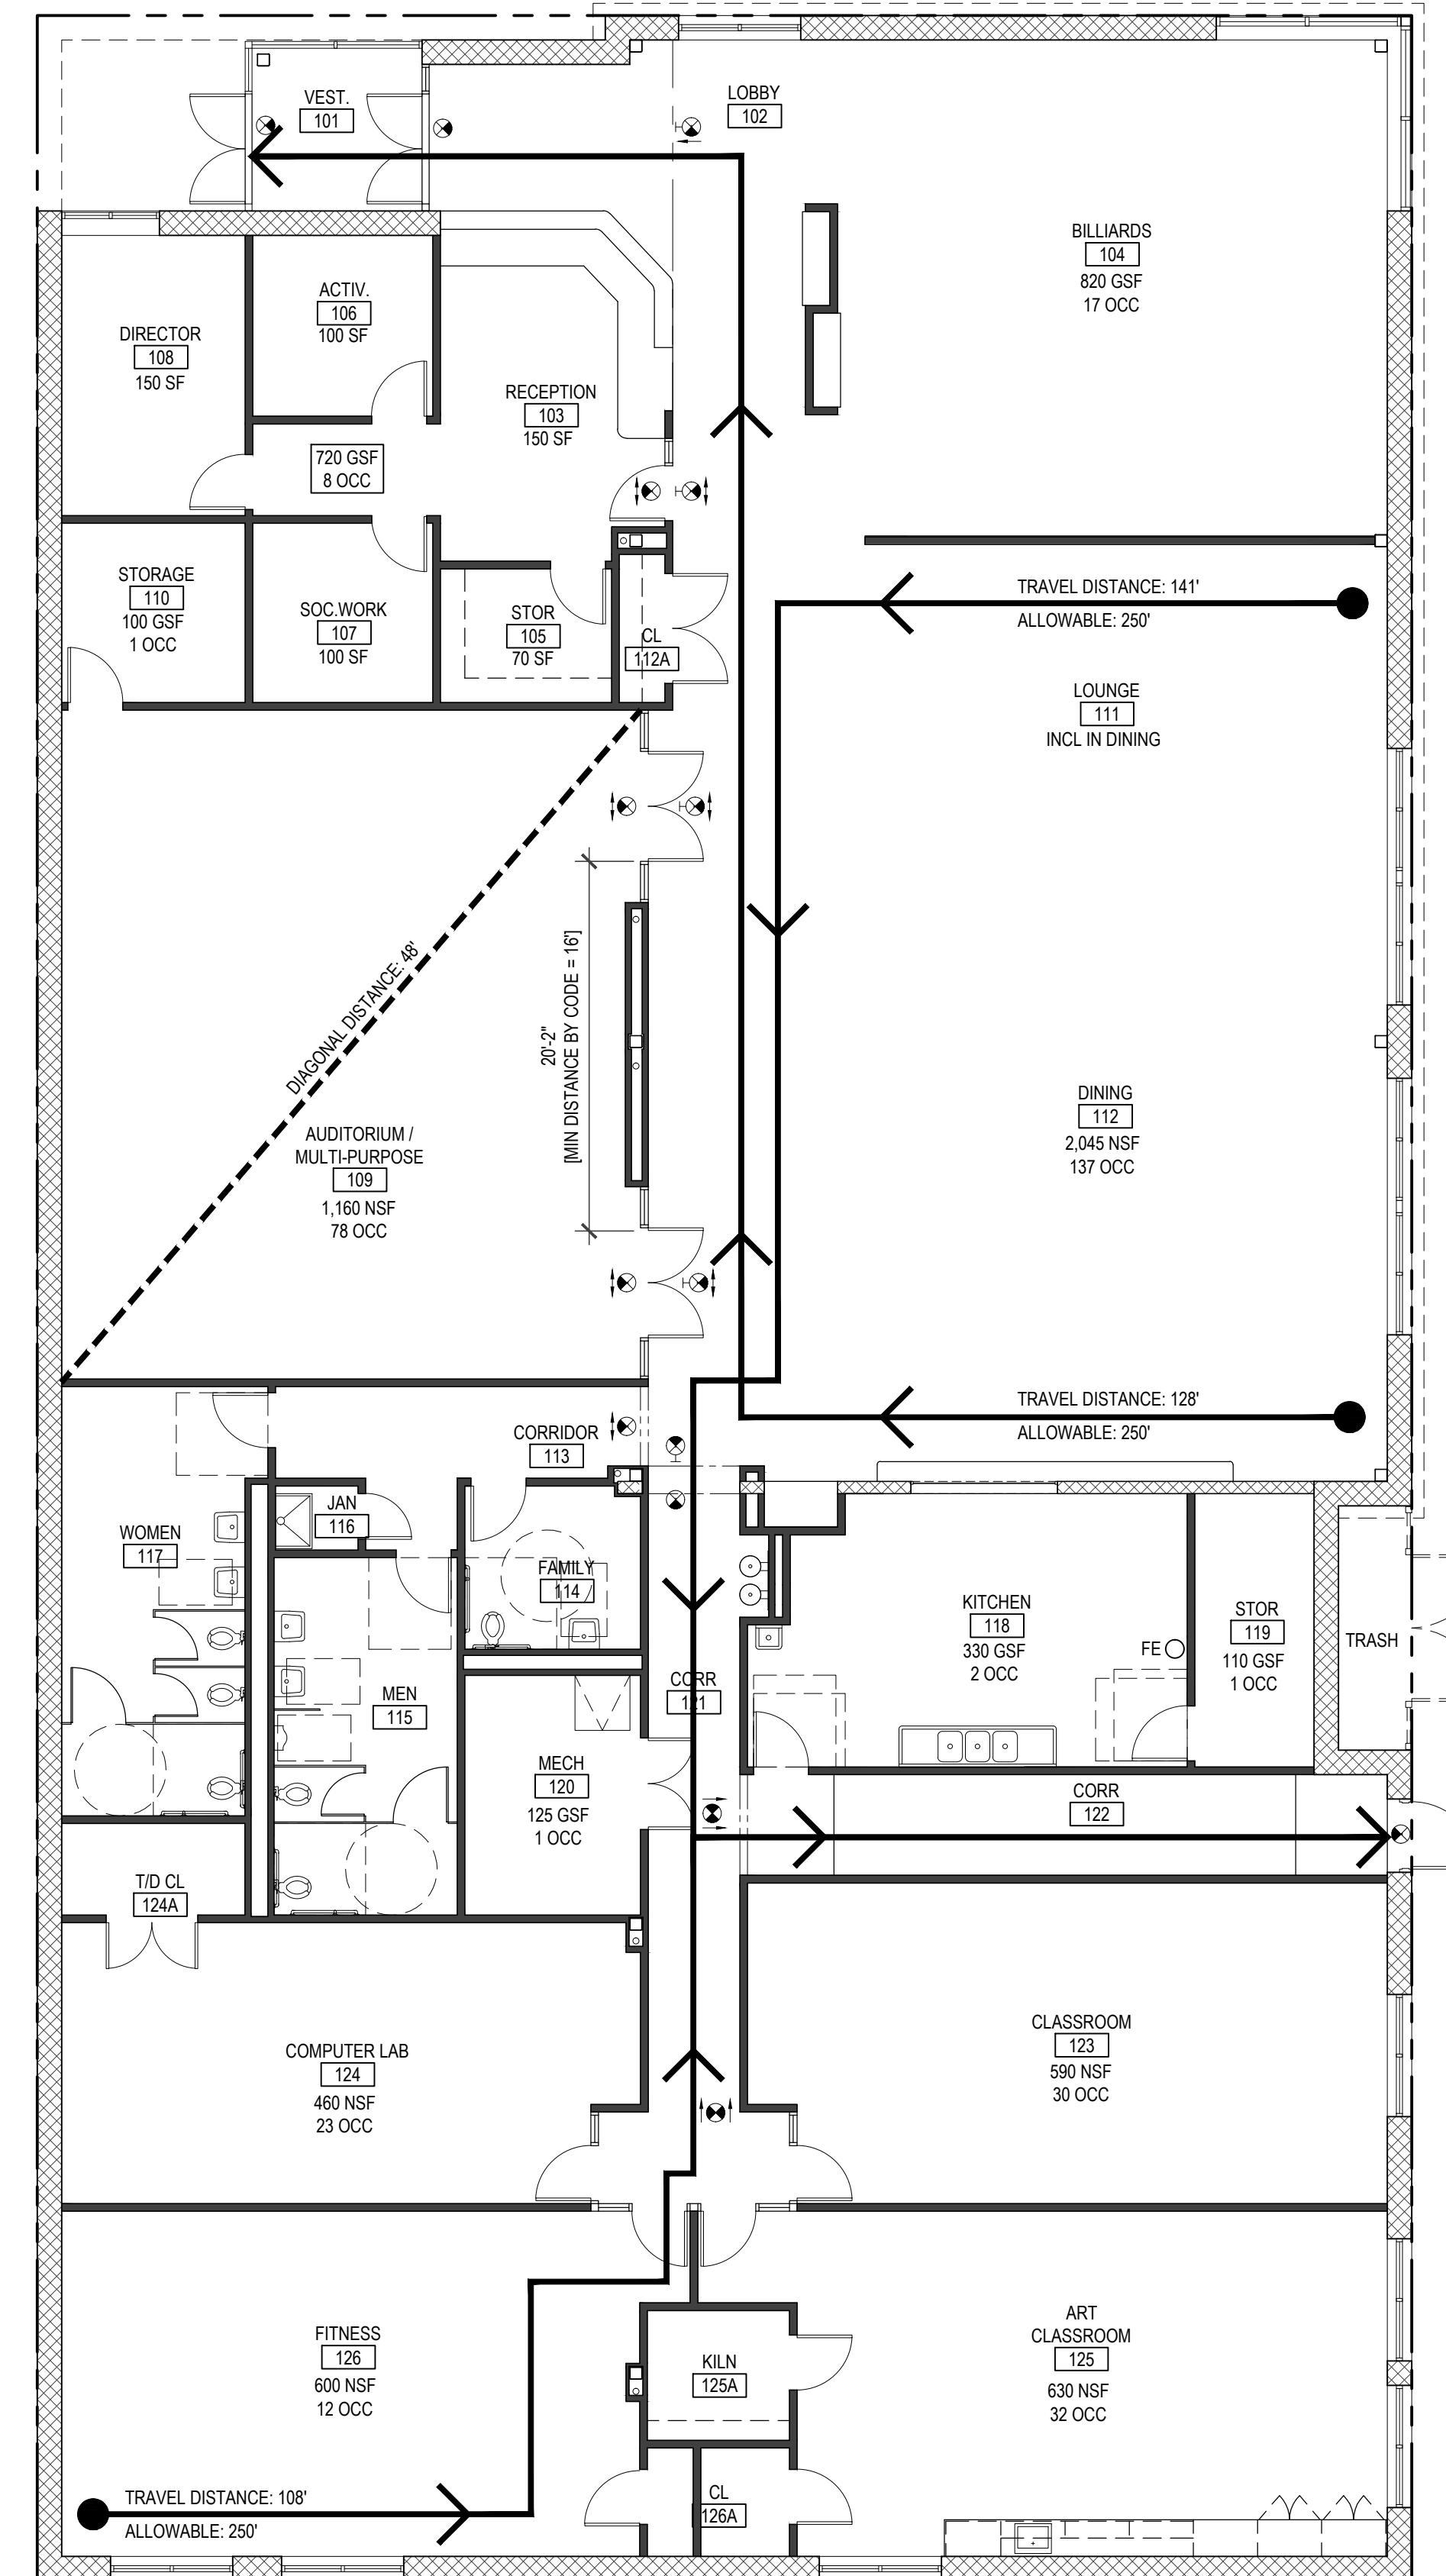 VEST.
101
LOBBY
102
BILLIARDS
104
820 GSF
17 OCC
ACTIV.
106
100 SF
DIRECTOR
108
150 SF
RECEPTION
103
150 SF
720 GSF
8 OCC
STORAGE
110
100 GSF
1 OCC
SOC.WORK
107
100 SF
STOR
105
70 SF
CL
112A
TRAVEL DISTANCE: 141'
ALLOWABLE: 250'
LOUNGE
111
INCL IN DINING
DIAGONAL DISTANCE: 48'
20'-2"
[MIN DISTANCE BY CODE = 16']
DINING
112
2,045 NSF
137 OCC
AUDITORIUM /
MULTI-PURPOSE
109
1,160 NSF
78 OCC
TRAVEL DISTANCE: 128'
ALLOWABLE: 250'
CORRIDOR
113
JAN
116
WOMEN
117
FAMILY
114
KITCHEN
118
330 GSF
2 OCC
FE
STOR
119
110 GSF
1 OCC
TRASH
MEN
115
CORR
121
MECH
120
125 GSF
1 OCC
CORR
122
T/D CL
124A
COMPUTER LAB
124
460 NSF
23 OCC
CLASSROOM
123
590 NSF
30 OCC
FITNESS
126
600 NSF
12 OCC
KILN
125A
ART
CLASSROOM
125
630 NSF
32 OCC
CL
126A
TRAVEL DISTANCE: 108'
ALLOWABLE: 250'